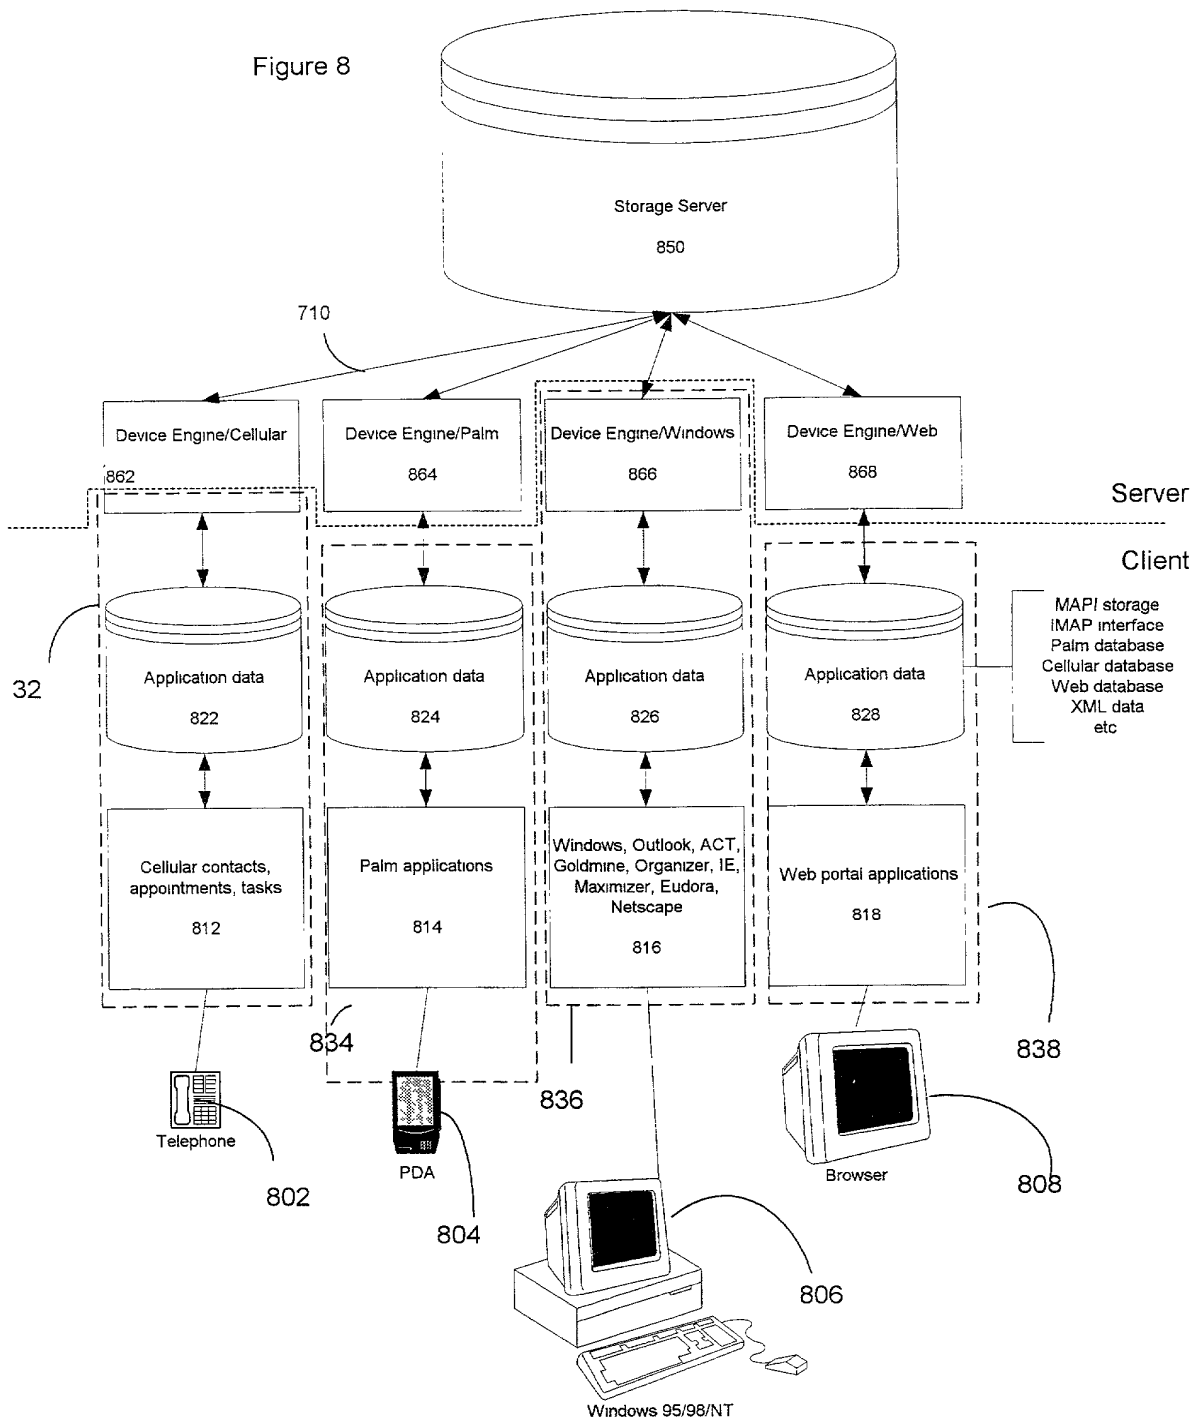 Figure 8
Storage Server
850
710
Device Engine/Cellular
862
Device Engine/Palm
864
Device Engine/Windows
866
Device Engine/Web
868
Server
Client
32
Application data
822
Application data
824
Application data
826
Application data
828
MAPI storage
IMAP interface
Palm database
Cellular database
Web database
XML data
etc
Cellular contacts,
appointments, tasks
812
Palm applications
814
Windows, Outlook, ACT,
Goldmine, Organizer, IE,
Maximizer, Eudora,
Netscape
816
Web portal applications
818
834
836
838
Telephone
802
PDA
804
Browser
808
806
Windows 95/98/NT